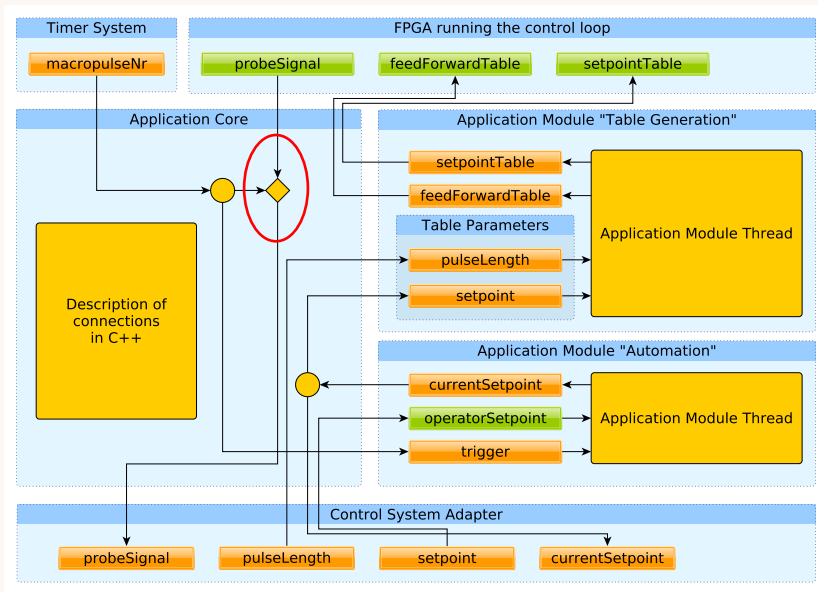 Timer System
FPGA running the control loop
macropulseNr
probeSignal
feedForwardTable
setpointTable
Application Core
Application Module "Table Generation"
setpointTable
feedForwardTable
Table Parameters
pulseLength
setpoint
Application Module Thread
Description of
connections
in C++
Application Module "Automation"
currentSetpoint
operatorSetpoint
trigger
Application Module Thread
Control System Adapter
probeSignal
pulseLength
setpoint
currentSetpoint